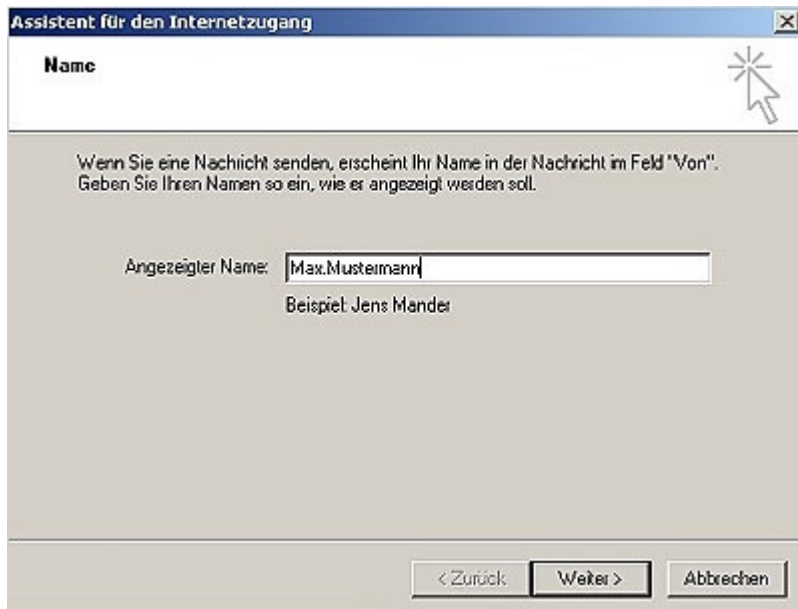 Assistent für den Internetzugang
Name
Wenn Sie eine Nachricht senden, erscheint Ihr Name in der Nachricht im Feld "Von".
Geben Sie Ihren Namen so ein, wie er angezeigt werden soll.
Angezeigter Name: Max.Mustermann
Beispiel: Jens Mander
< Zurück Weiter > Abbrechen